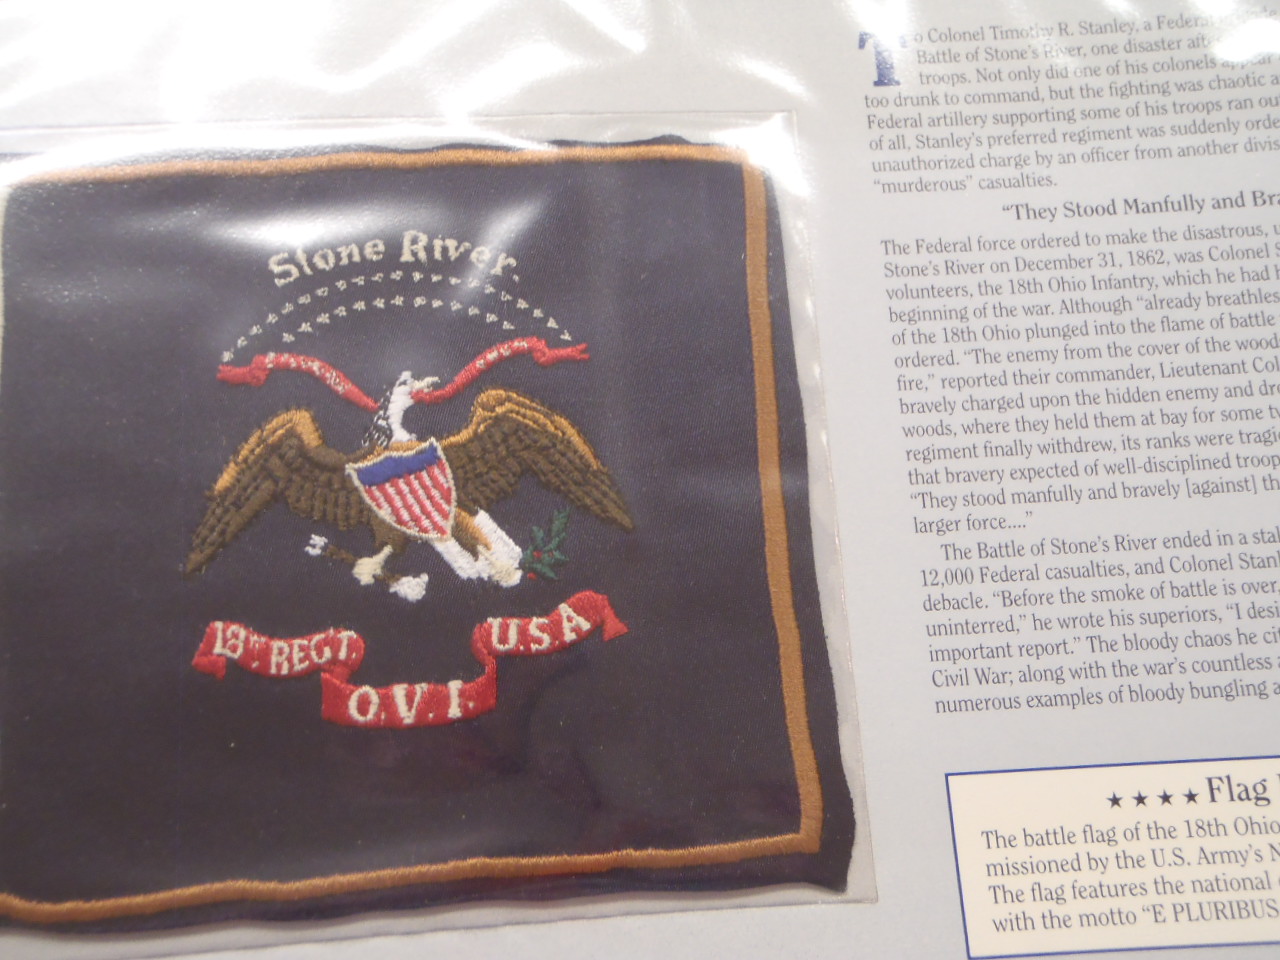 Stone River.
18TH REGT.
O.V.I.
U.S.A
To Colonel Timothy R. Stanley, a Federal
Battle of Stone's River, one disaster aft
troops. Not only did one of his colonels appear
too drunk to command, but the fighting was chaotic a
Federal artillery supporting some of his troops ran ou
of all, Stanley's preferred regiment was suddenly orde
unauthorized charge by an officer from another divis
“murderous” casualties.
“They Stood Manfully and Bra
The Federal force ordered to make the disastrous, u
Stone's River on December 31, 1862, was Colonel S
volunteers, the 18th Ohio Infantry, which he had h
beginning of the war. Although “already breathles
of the 18th Ohio plunged into the flame of battle
ordered. “The enemy from the cover of the wood
fire,” reported their commander, Lieutenant Col
bravely charged upon the hidden enemy and dro
woods, where they held them at bay for some tw
regiment finally withdrew, its ranks were tragic
that bravery expected of well-disciplined troop
“They stood manfully and bravely [against] th
larger force....”
The Battle of Stone's River ended in a stal
12,000 Federal casualties, and Colonel Stan
debacle. “Before the smoke of battle is over,
uninterred,” he wrote his superiors, “I desi
important report.” The bloody chaos he cit
Civil War; along with the war's countless a
numerous examples of bloody bungling a
★ ★ ★ ★ Flag
The battle flag of the 18th Ohio
missioned by the U.S. Army's N
The flag features the national
with the motto “E PLURIBUS